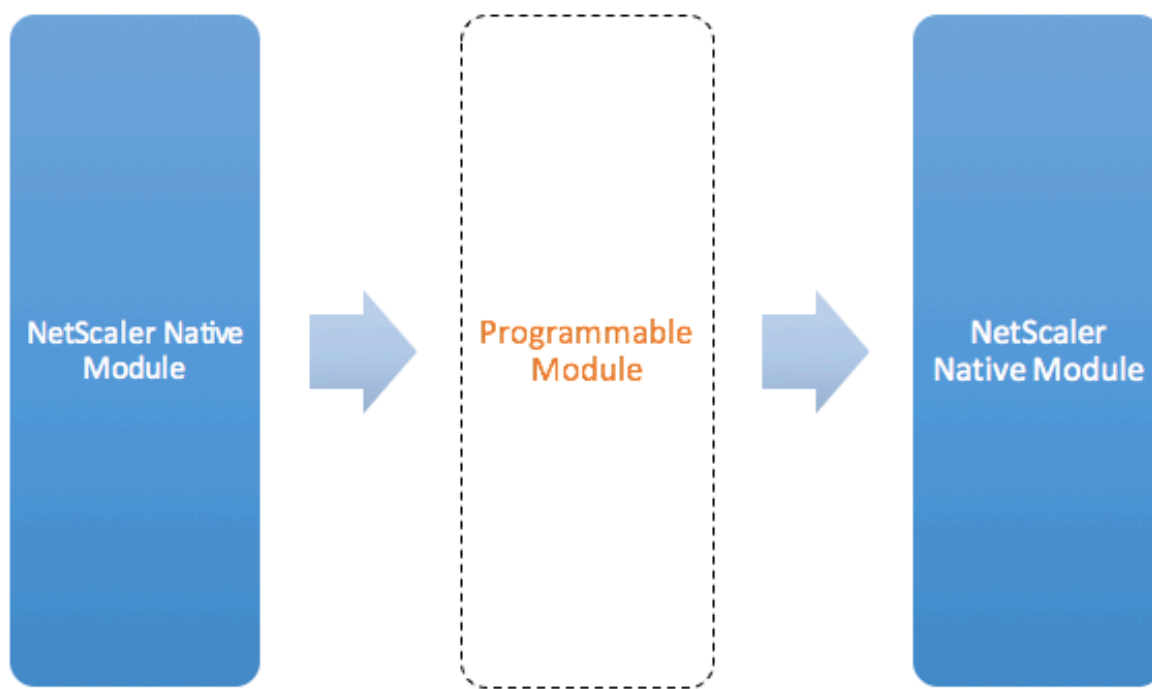 NetScaler Native
Module
Programmable
Module
NetScaler
Native Module